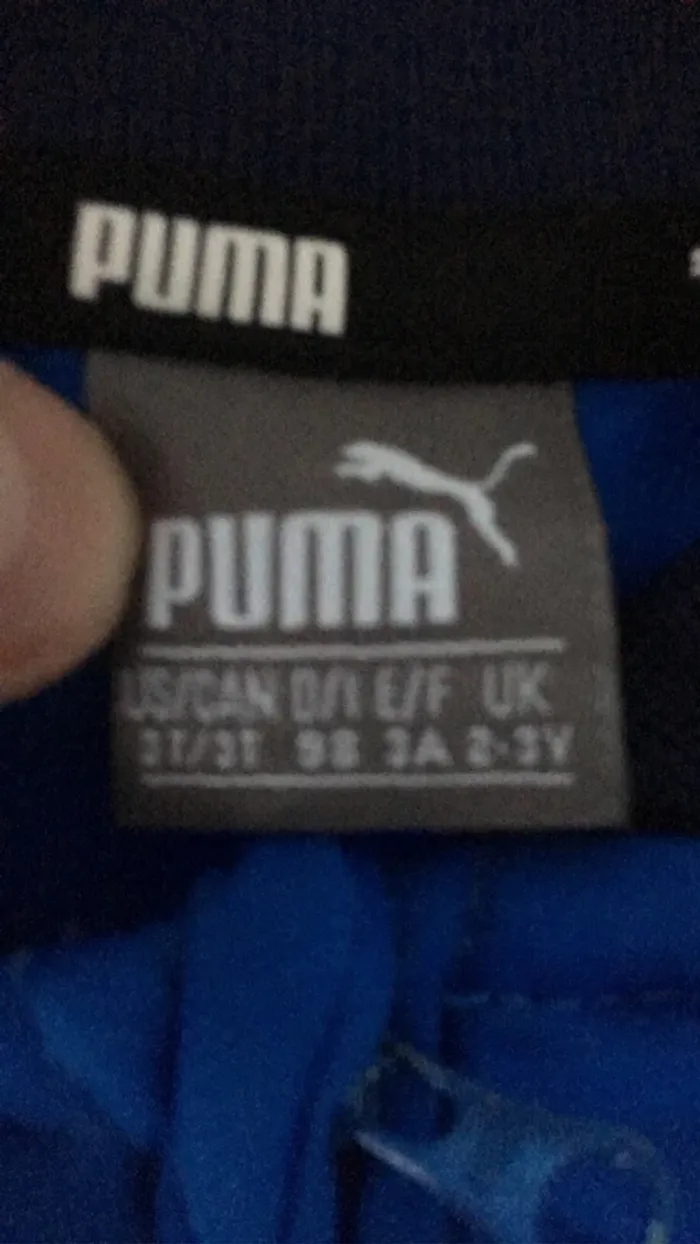 PUMA
PUMA
US/CAN D/I E/F UK
3T/3T 98 3A 2-3Y